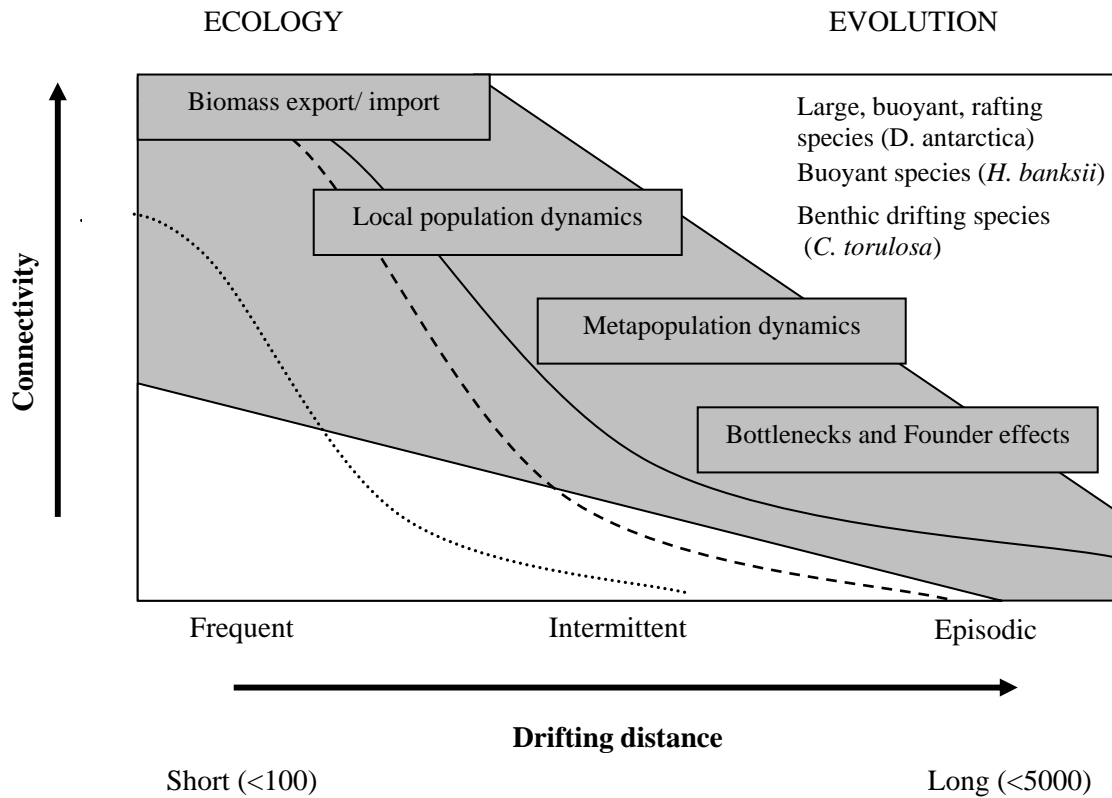 ECOLOGY
EVOLUTION
Biomass export/ import
Large, buoyant, rafting
species (D. antarctica)
Buoyant species (H. banksii)
Benthic drifting species
(C. torulosa)
Local population dynamics
Metapopulation dynamics
Bottlenecks and Founder effects
Connectivity
Frequent
Intermittent
Episodic
Drifting distance
Short (<100)
Long (<5000)